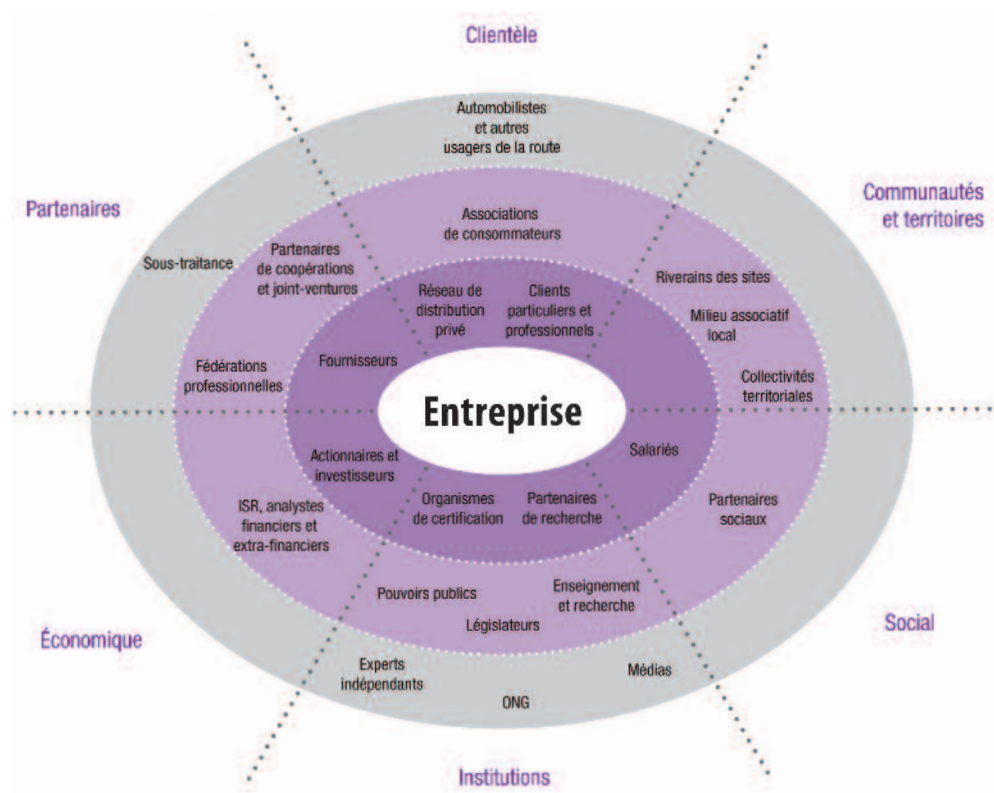 Clientèle
Automobilistes
et autres
usagers de la route
Partenaires
Communautés
et territoires
Associations
de consommateurs
Sous-traitance
Partenaires
de coopérations
et joint-ventures
Riverains des sites
Réseau de
distribution
privé
Clients
particuliers et
professionnels
Milieu associatif
local
Fournisseurs
Fédérations
professionnelles
Collectivités
territoriales
Entreprise
Actionnaires et
investisseurs
Salariés
Organismes
de certification
Partenaires
de recherche
ISR, analystes
financiers et
extra-financiers
Partenaires
sociaux
Pouvoirs publics
Enseignement
et recherche
Législateurs
Économique
Social
Experts
indépendants
Médias
ONG
Institutions